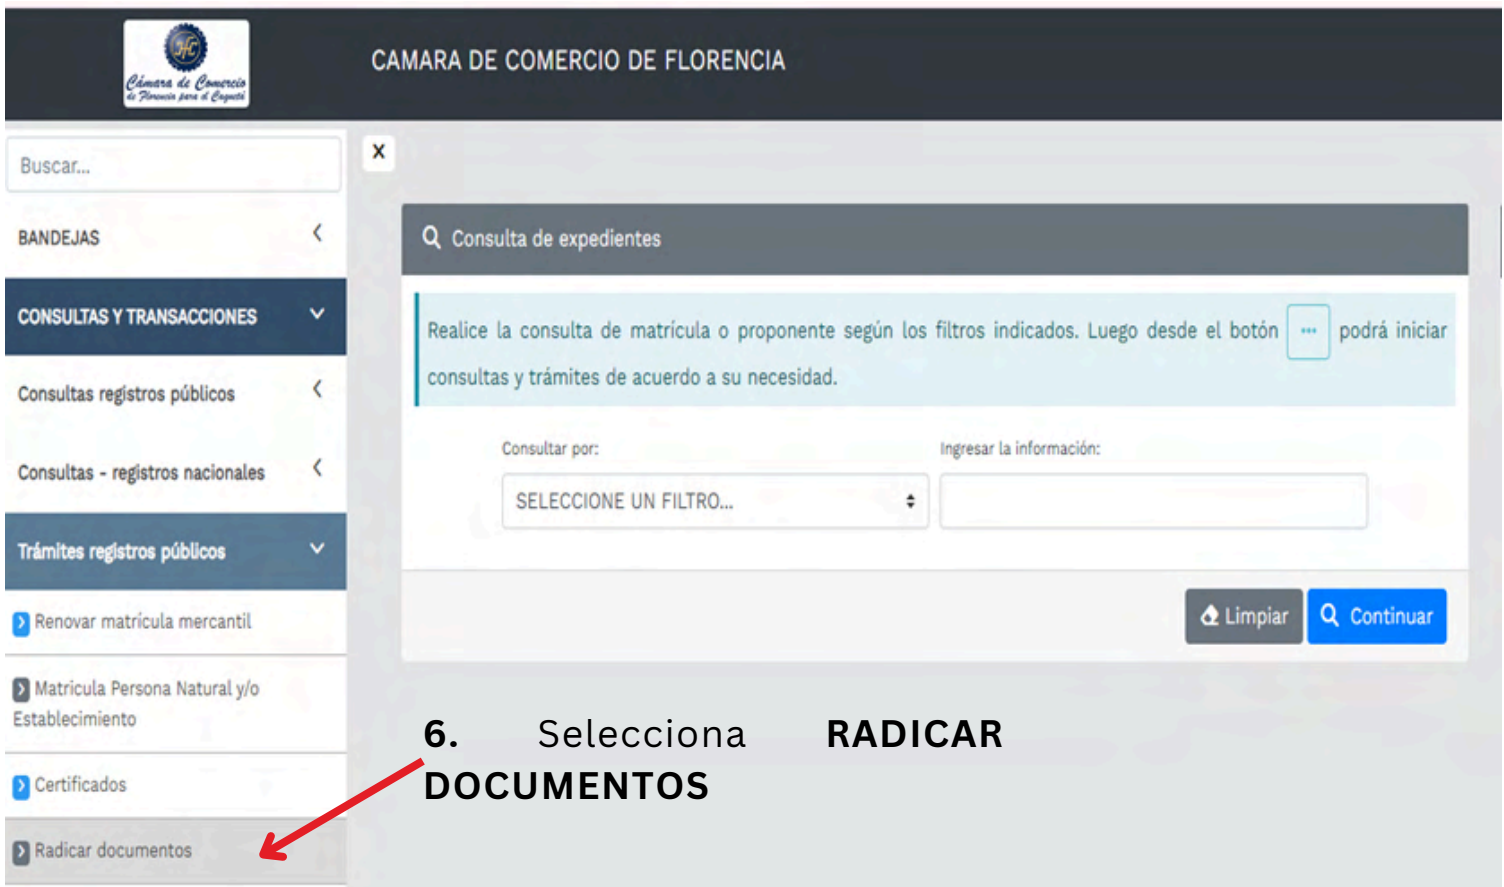 Cámara de Comercio
de Florencia para el Caquetá
CAMARA DE COMERCIO DE FLORENCIA
Buscar...
X
BANDEJAS
CONSULTAS Y TRANSACCIONES
Consultas registros públicos
Consultas - registros nacionales
Trámites registros públicos
Renovar matrícula mercantil
Matricula Persona Natural y/o
Establecimiento
Certificados
Radicar documentos
Consulta de expedientes
Realice la consulta de matrícula o proponente según los filtros indicados. Luego desde el botón ... podrá iniciar
consultas y trámites de acuerdo a su necesidad.
Consultar por:
Ingresar la información:
SELECCIONE UN FILTRO...
Limpiar
Continuar
6. Selecciona RADICAR
DOCUMENTOS